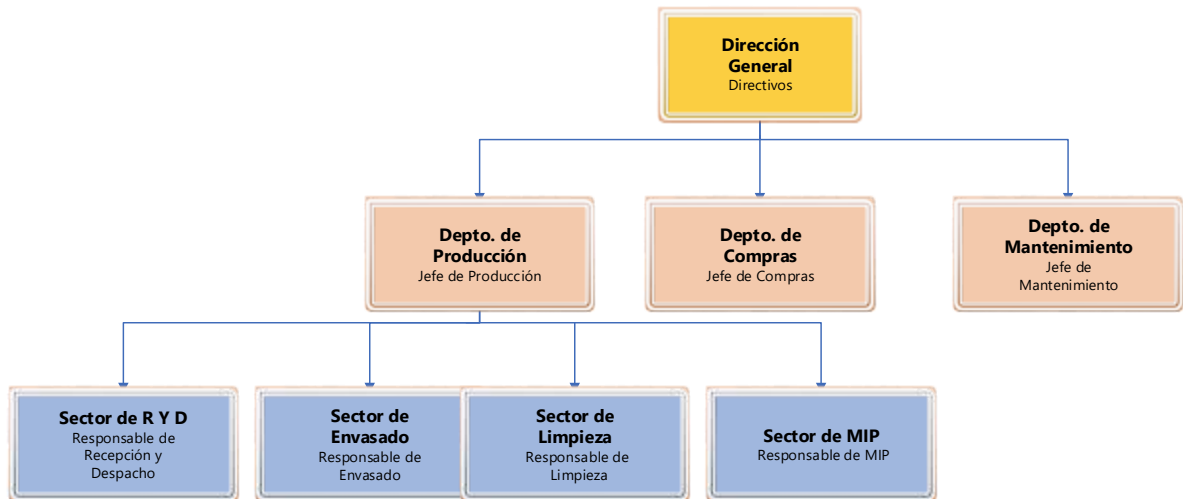 Dirección
General
Directivos
Depto. de
Producción
Jefe de Producción
Depto. de
Compras
Jefe de Compras
Depto. de
Mantenimiento
Jefe de
Mantenimiento
Sector de R Y D
Responsable de
Recepción y
Despacho
Sector de
Envasado
Responsable de
Envasado
Sector de
Limpieza
Responsable de
Limpieza
Sector de MIP
Responsable de MIP